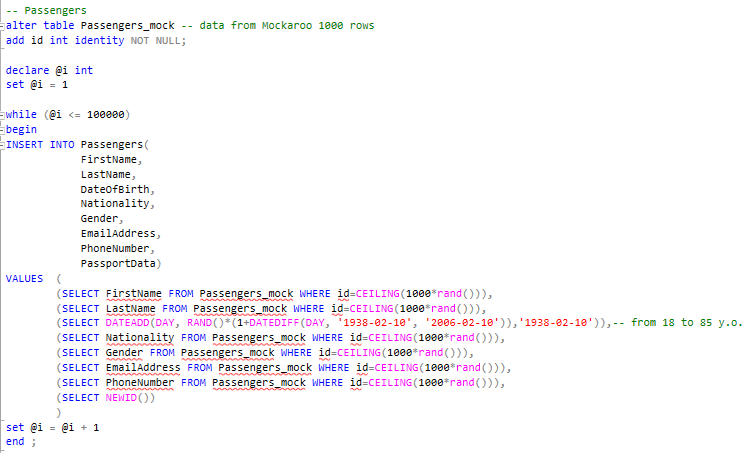 -- Passengers
alter table Passengers_mock -- data from Mockaroo 1000 rows
add id int identity NOT NULL;
declare @i int
set @i = 1
while (@i <= 100000)
begin
INSERT INTO Passengers(
FirstName,
LastName,
DateOfBirth,
Nationality,
Gender,
EmailAddress,
PhoneNumber,
PassportData)
VALUES (
(SELECT FirstName FROM Passengers_mock WHERE id=CEILING(1000*rand())),
(SELECT LastName FROM Passengers_mock WHERE id=CEILING(1000*rand())),
(SELECT DATEADD(DAY, RAND()*(1+DATEDIFF(DAY, '1938-02-10', '2006-02-10')),'1938-02-10')),-- from 18 to 85 y.o.
(SELECT Nationality FROM Passengers_mock WHERE id=CEILING(1000*rand())),
(SELECT Gender FROM Passengers_mock WHERE id=CEILING(1000*rand())),
(SELECT EmailAddress FROM Passengers_mock WHERE id=CEILING(1000*rand())),
(SELECT PhoneNumber FROM Passengers_mock WHERE id=CEILING(1000*rand())),
(SELECT NEWID())
)
set @i = @i + 1
end ;